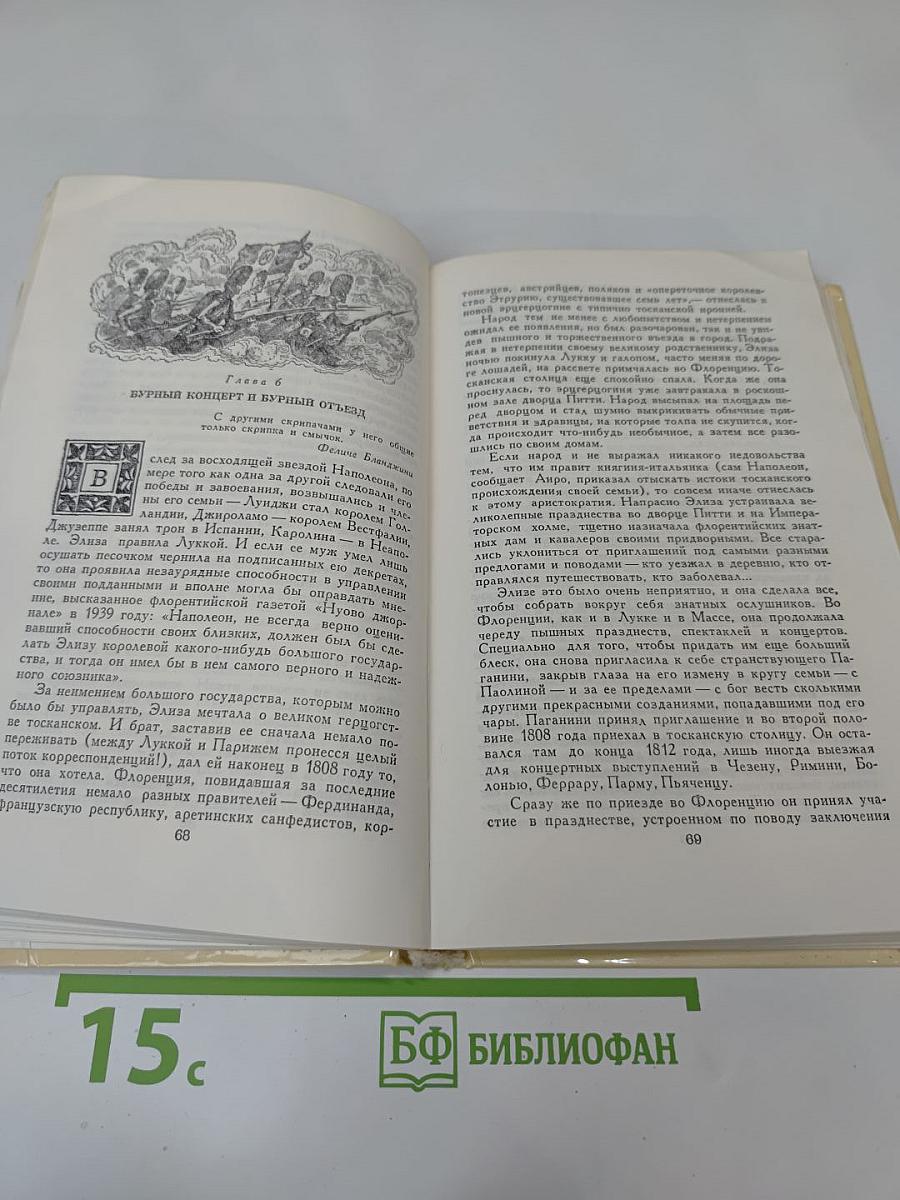 Глава 6
БУРНЫЙ КОНЦЕРТ И БУРНЫЙ ОТЪЕЗД
С другими скрипачами у него общие
только скрипка и смычок.
Феличе Бланджини
В
след за восходящей звездой Наполеона, по
мере того как одна за другой следовали его
победы и завоевания, возвышались и чле-
ны его семьи — Луиджи стал королем Гол-
ландии, Джироламо — королем Вестфалии,
Джузеппе занял трон в Испании, Каролина — в Неапо-
ле. Элиза правила Луккой. И если ее муж умел лишь
осушать песочком чернила на подписанных ею декретах,
то она проявила незаурядные способности в управлении
своими подданными и вполне могла бы оправдать мне-
ние, высказанное флорентийской газетой «Нуово джор-
нале» в 1939 году: «Наполеон, не всегда верно оцени-
вавший способности своих близких, должен был бы сде-
лать Элизу королевой какого-нибудь большого государ-
ства, и тогда он имел бы в нем самого верного и надеж-
ного союзника».
За неимением большого государства, которым можно
было бы управлять, Элиза мечтала о великом герцогст-
ве тосканском. И брат, заставив ее сначала немало по-
переживать (между Луккой и Парижем пронесся целый
поток корреспонденций!), дал ей наконец в 1808 году то,
что она хотела. Флоренция, повидавшая за последние
десятилетия немало разных правителей — Фердинанда,
французскую республику, аретинских санфедистов, кор-
68
топезцев, австрийцев, поляков и «опереточное королев-
ство Этрурию, существовавшее семь лет»,— отнеслась к
новой эрцгерцогине с типично тосканской иронией.
Народ тем не менее с любопытством и нетерпением
ожидал ее появления, но был разочарован, так и не уви-
дев пышного и торжественного въезда в город. Подра-
жая в нетерпении своему великому родственнику, Элиза
ночью покинула Лукку и галопом, часто меняя по доро-
ге лошадей, на рассвете примчалась во Флоренцию. То-
сканская столица еще спокойно спала. Когда же она
проснулась, то эрцгерцогиня уже завтракала в роскош-
ном зале дворца Питти. Народ высыпал на площадь пе-
ред дворцом и стал шумно выкрикивать обычные при-
ветствия и здравицы, на которые толпа не скупится, ког-
да происходит что-нибудь необычное, а затем все разо-
шлись по своим домам.
Если народ и не выражал никакого недовольства
тем, что им правит княгиня-итальянка (сам Наполеон,
сообщает Аиро, приказал отыскать истоки тосканского
происхождения своей семьи), то совсем иначе отнеслась
к этому аристократия. Напрасно Элиза устраивала ве-
ликолепные празднества во дворце Питти и на Импера-
торском холме, тщетно назначала флорентийских знат-
ных дам и кавалеров своими придворными. Все стара-
лись уклониться от приглашений под самыми разными
предлогами и поводами — кто уезжал в деревню, кто от-
правлялся путешествовать, кто заболевал...
Элизе это было очень неприятно, и она сделала все,
чтобы собрать вокруг себя знатных ослушников. Во
Флоренции, как и в Лукке и в Массе, она продолжала
череду пышных празднеств, спектаклей и концертов.
Специально для того, чтобы придать им еще больший
блеск, она снова пригласила к себе странствующего Па-
ганини, закрыв глаза на его измену в кругу семьи — с
Паолиной — и за ее пределами — с бог весть сколькими
другими прекрасными созданиями, попадавшими под его
чары. Паганини принял приглашение и во второй поло-
вине 1808 года приехал в тосканскую столицу. Он оста-
вался там до конца 1812 года, лишь иногда выезжая
для концертных выступлений в Чезену, Римини, Бо-
лонью, Феррару, Парму, Пьяченцу.
Сразу же по приезде во Флоренцию он принял уча-
стие в празднестве, устроенном по поводу заключения
69
15 с
БФ БИБЛИОФАН